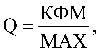 Q = КФМ / МАХ,